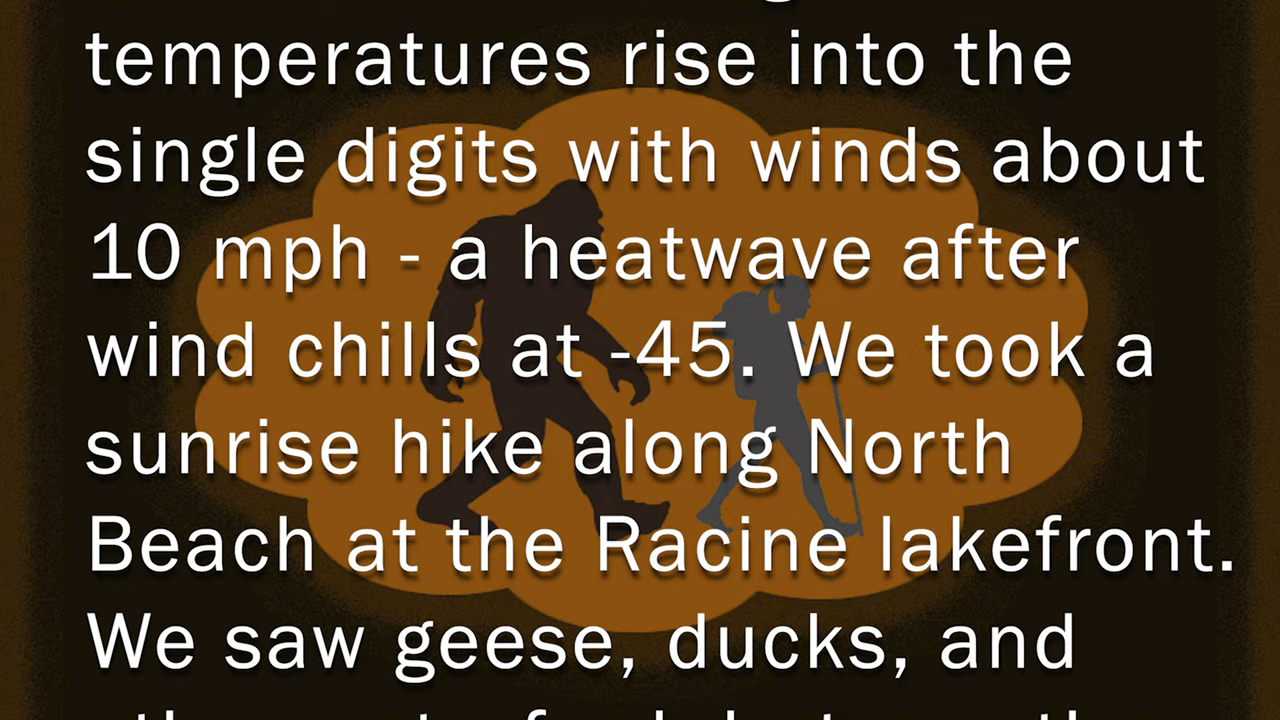 temperatures rise into the
single digits with winds about
10 mph - a heatwave after
wind chills at -45. We took a
sunrise hike along North
Beach at the Racine lakefront.
We saw geese, ducks, and